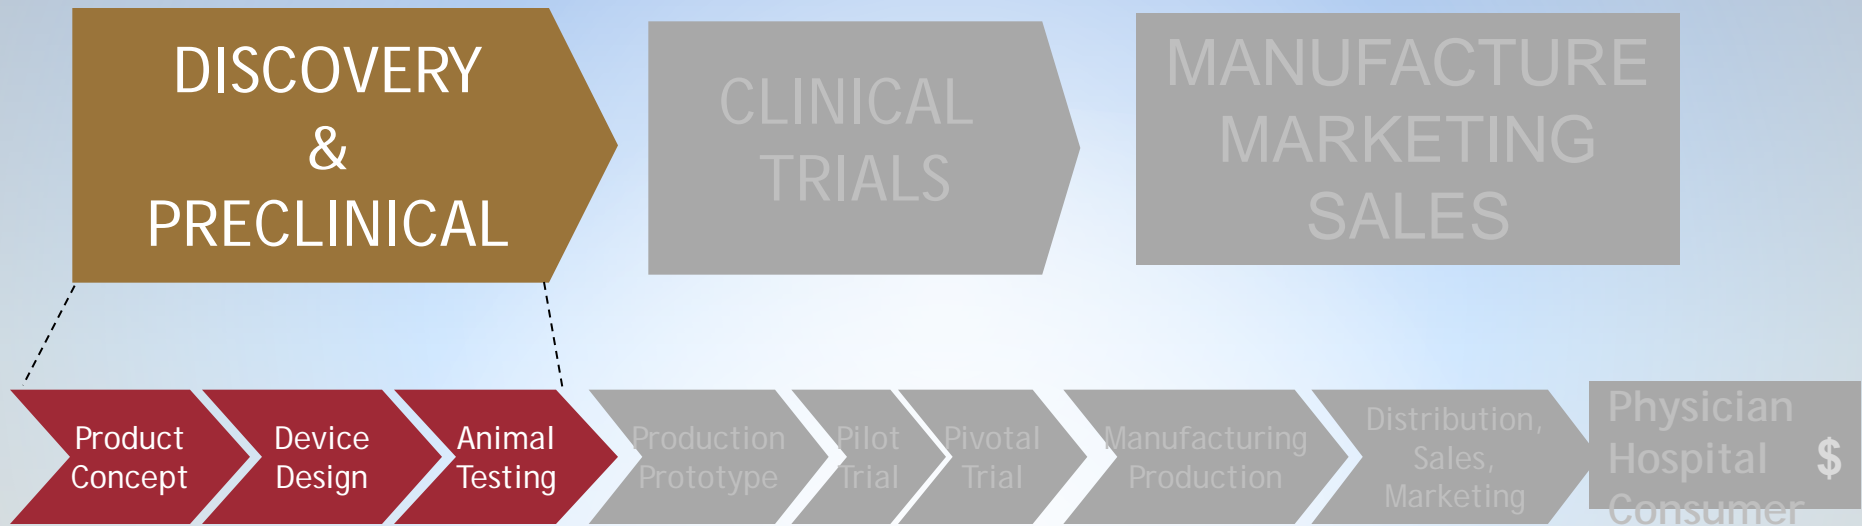 DISCOVERY
&
PRECLINICAL
CLINICAL
TRIALS
MANUFACTURE
MARKETING
SALES
Product
Concept
Device
Design
Animal
Testing
Production
Prototype
Pilot
Trial
Pivotal
Trial
Manufacturing
Production
Distribution,
Sales,
Marketing
Physician
Hospital $
Consumer